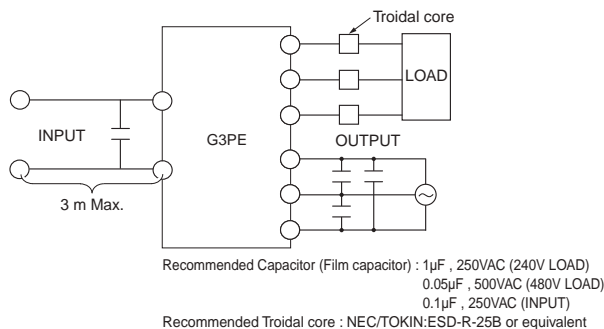 Troidal core
LOAD
INPUT
G3PE
OUTPUT
3 m Max.
Recommended Capacitor (Film capacitor) : 1µF , 250VAC (240V LOAD)
0.05µF , 500VAC (480V LOAD)
0.1µF , 250VAC (INPUT)
Recommended Troidal core : NEC/TOKIN:ESD-R-25B or equivalent